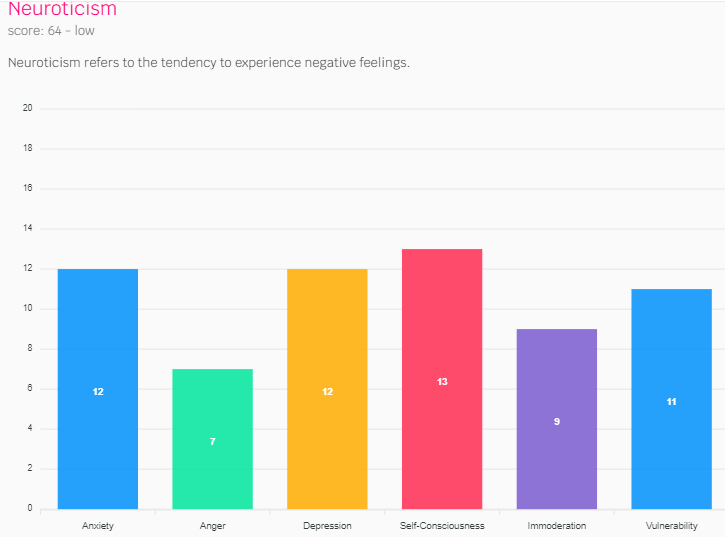 Neuroticism
score: 64 - low
Neuroticism refers to the tendency to experience negative feelings.
20
18
16
14
12
10
8
6
4
2
0
12
7
12
13
9
11
Anxiety
Anger
Depression
Self-Consciousness
Immoderation
Vulnerability